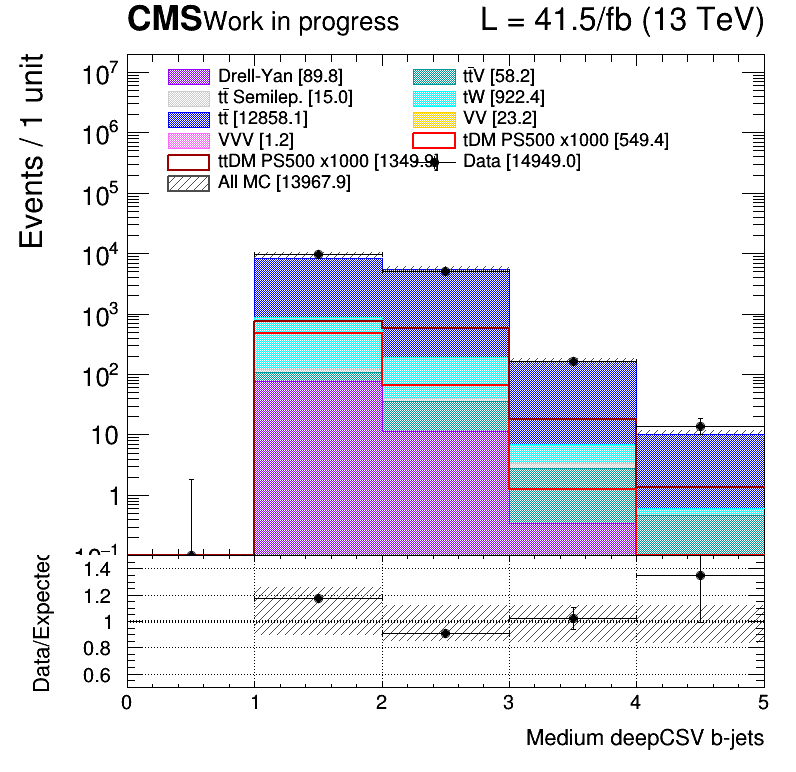 CMS Work in progress L = 41.5/fb (13 TeV)
Events / 1 unit
10⁷
10⁶
10⁵
10⁴
10³
10²
10
1
10⁻¹
Drell-Yan [89.8]
tt̄V [58.2]
tt̄ Semilep. [15.0]
tW [922.4]
tt̄ [12858.1]
VV [23.2]
VVV [1.2]
tDM PS500 x1000 [549.4]
ttDM PS500 x1000 [1349.9]
Data [14949.0]
All MC [13967.9]
Data/Expected
1.4
1.2
1
0.8
0.6
0 1 2 3 4 5
Medium deepCSV b-jets